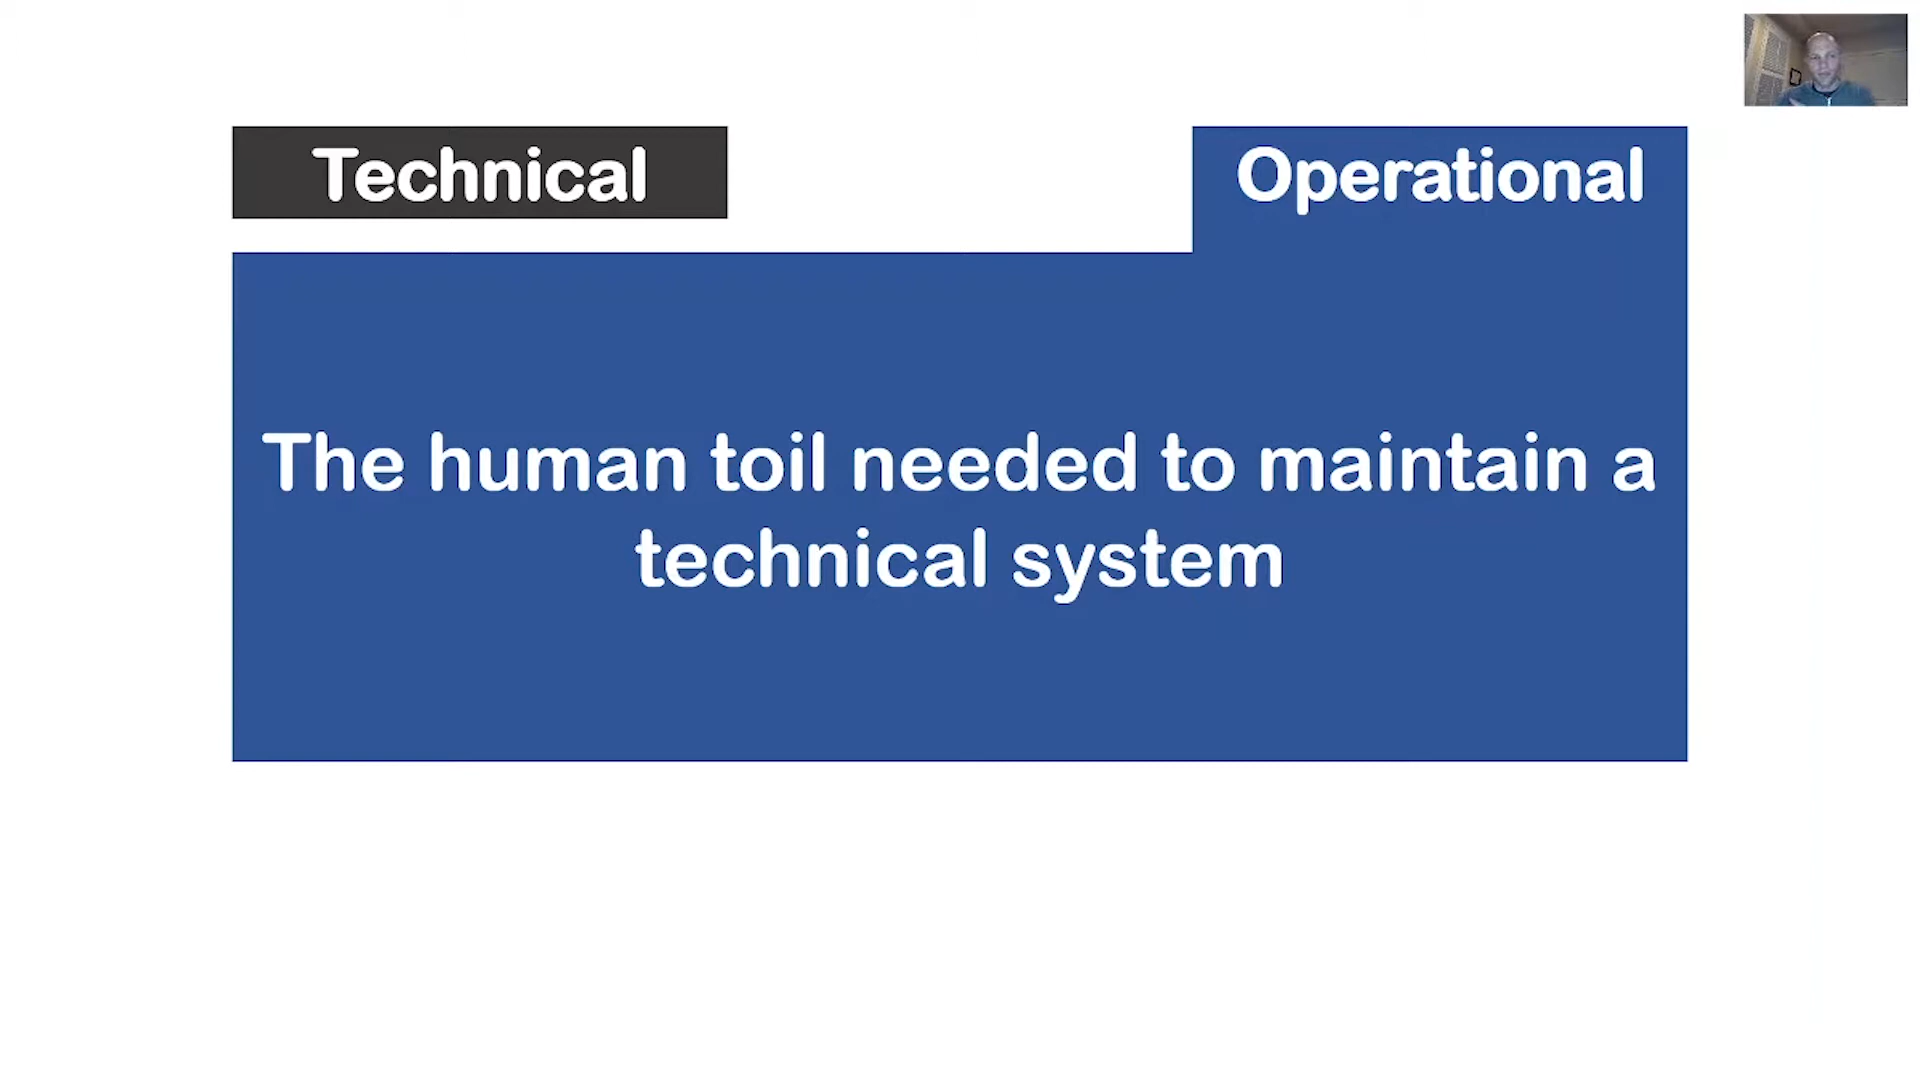 Technical
Operational
The human toil needed to maintain a
technical system